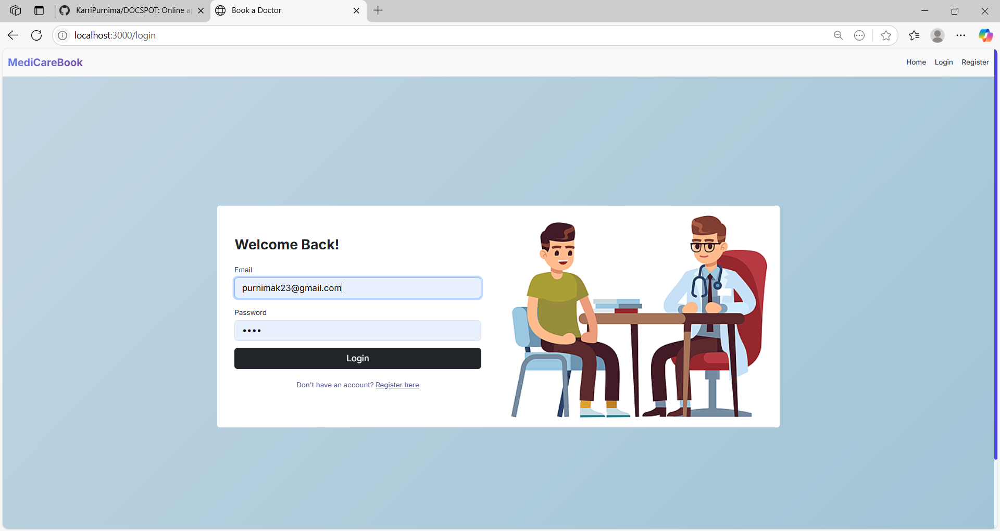 KarriPurnima/DOCSPOT: Online a
Book a Doctor
localhost:3000/login
MediCareBook
Home Login Register
Welcome Back!
Email
purnimak23@gmail.com
Password
••••
Login
Don't have an account? Register here